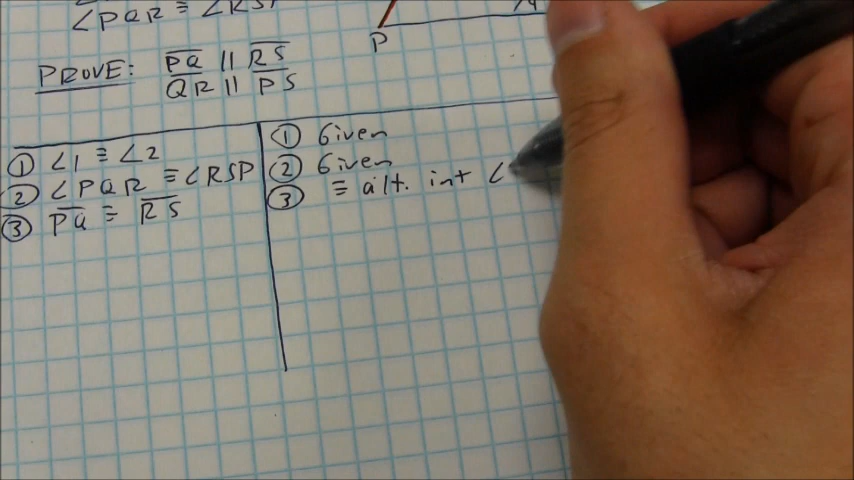 ∠PQR ≅ ∠RSP
P
PROVE: PQ || RS
QR || PS
① ∠1 ≅ ∠2
② ∠PQR ≅ ∠RSP
③ PQ ≅ RS
① Given
② Given
③ ≅ alt. int ∠